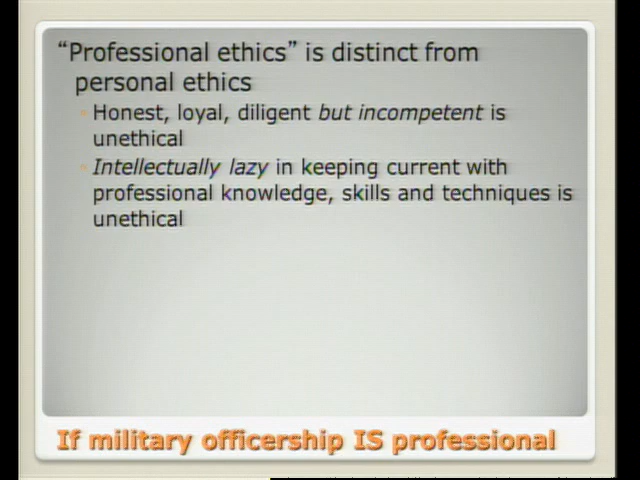 “Professional ethics” is distinct from
personal ethics
Honest, loyal, diligent but incompetent is
unethical
Intellectually lazy in keeping current with
professional knowledge, skills and techniques is
unethical
If military officership IS professional